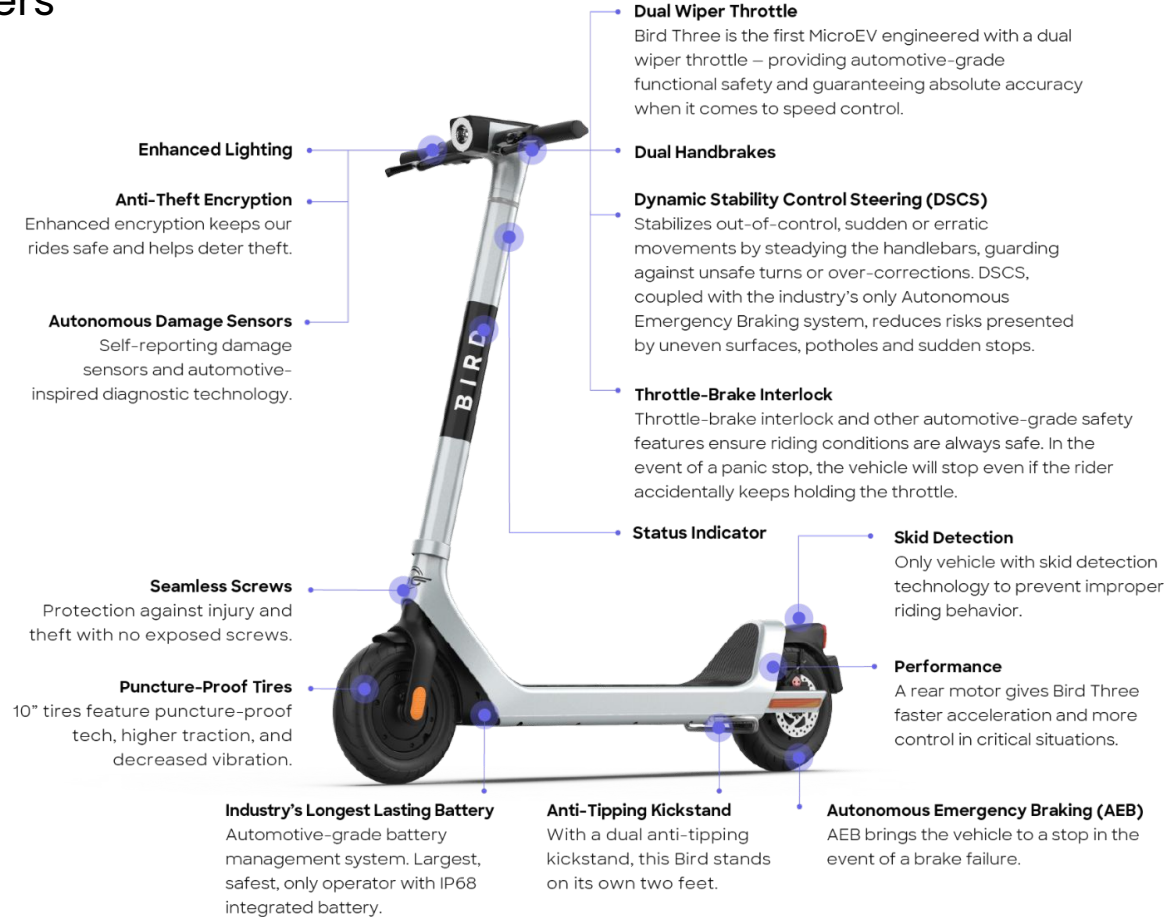 ers
Dual Wiper Throttle
Bird Three is the first MicroEV engineered with a dual
wiper throttle – providing automotive-grade
functional safety and guaranteeing absolute accuracy
when it comes to speed control.
Enhanced Lighting
Dual Handbrakes
Anti-Theft Encryption
Enhanced encryption keeps our
rides safe and helps deter theft.
Dynamic Stability Control Steering (DSCS)
Stabilizes out-of-control, sudden or erratic
movements by steadying the handlebars, guarding
against unsafe turns or over-corrections. DSCS,
coupled with the industry's only Autonomous
Emergency Braking system, reduces risks presented
by uneven surfaces, potholes and sudden stops.
Autonomous Damage Sensors
Self-reporting damage
sensors and automotive-
inspired diagnostic technology.
BIRD
Throttle-Brake Interlock
Throttle-brake interlock and other automotive-grade safety
features ensure riding conditions are always safe. In the
event of a panic stop, the vehicle will stop even if the rider
accidentally keeps holding the throttle.
Status Indicator
Skid Detection
Only vehicle with skid detection
technology to prevent improper
riding behavior.
Seamless Screws
Protection against injury and
theft with no exposed screws.
Performance
A rear motor gives Bird Three
faster acceleration and more
control in critical situations.
Puncture-Proof Tires
10” tires feature puncture-proof
tech, higher traction, and
decreased vibration.
Industry's Longest Lasting Battery
Automotive-grade battery
management system. Largest,
safest, only operator with IP68
integrated battery.
Anti-Tipping Kickstand
With a dual anti-tipping
kickstand, this Bird stands
on its own two feet.
Autonomous Emergency Braking (AEB)
AEB brings the vehicle to a stop in the
event of a brake failure.